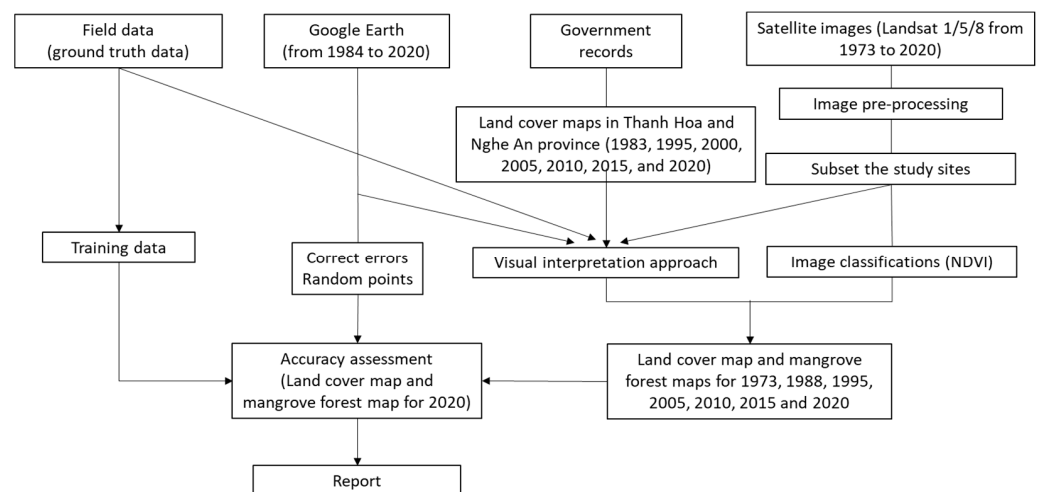 Field data
(ground truth data)
Google Earth
(from 1984 to 2020)
Government
records
Satellite images (Landsat 1/5/8 from
1973 to 2020)
Image pre-processing
Land cover maps in Thanh Hoa and
Nghe An province (1983, 1995, 2000,
2005, 2010, 2015, and 2020)
Subset the study sites
Training data
Correct errors
Random points
Visual interpretation approach
Image classifications (NDVI)
Accuracy assessment
(Land cover map and
mangrove forest map for 2020)
Land cover map and mangrove
forest maps for 1973, 1988, 1995,
2005, 2010, 2015 and 2020
Report